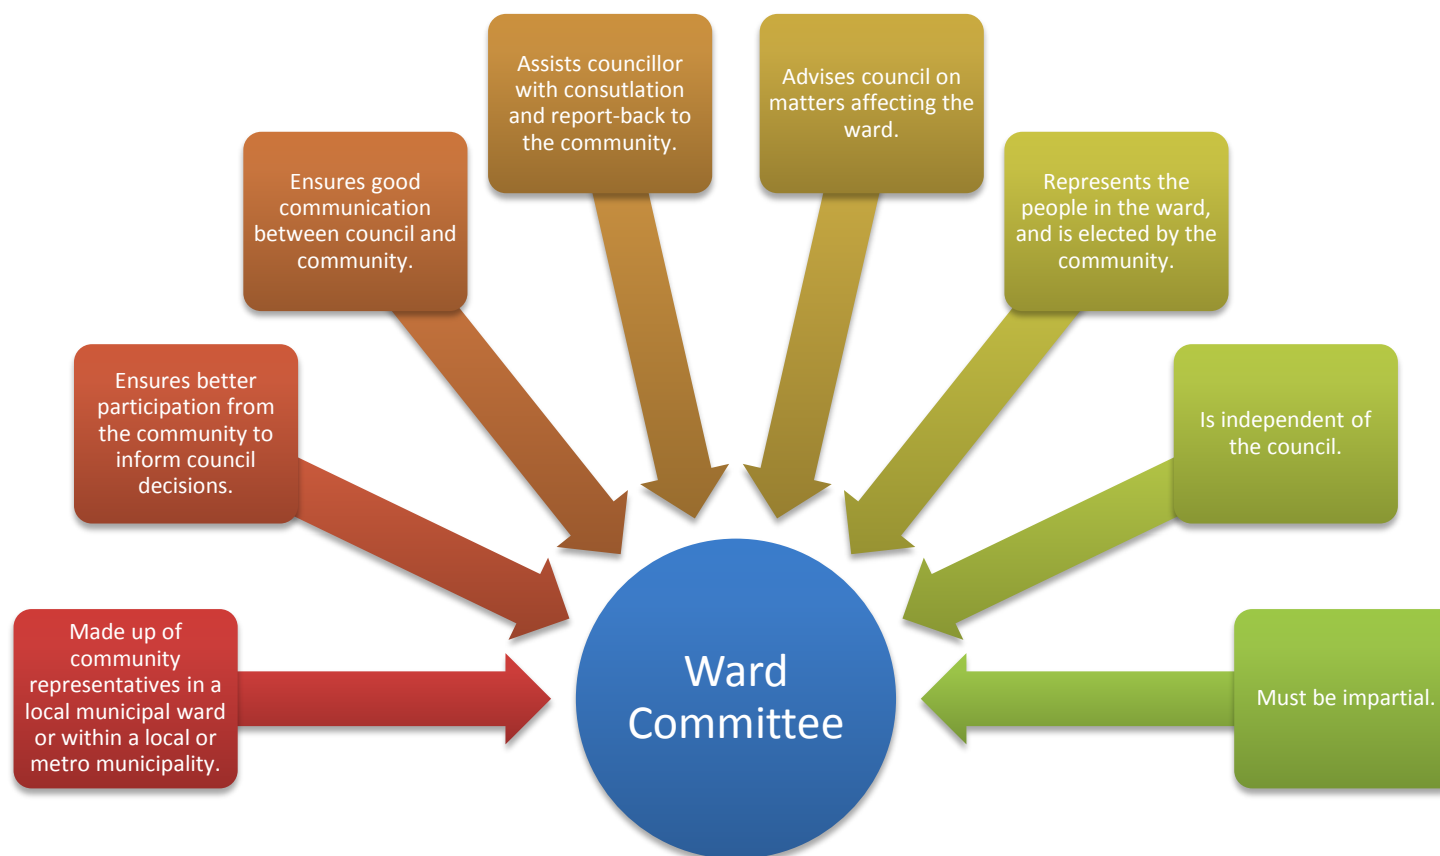 Made up of
community
representatives in a
local municipal ward
or within a local or
metro municipality.
Ensures better
participation from
the community to
inform council
decisions.
Ensures good
communication
between council and
community.
Assists councillor
with consutlation
and report-back to
the community.
Advises council on
matters affecting the
ward.
Represents the
people in the ward,
and is elected by the
community.
Is independent of
the council.
Must be impartial.
Ward
Committee